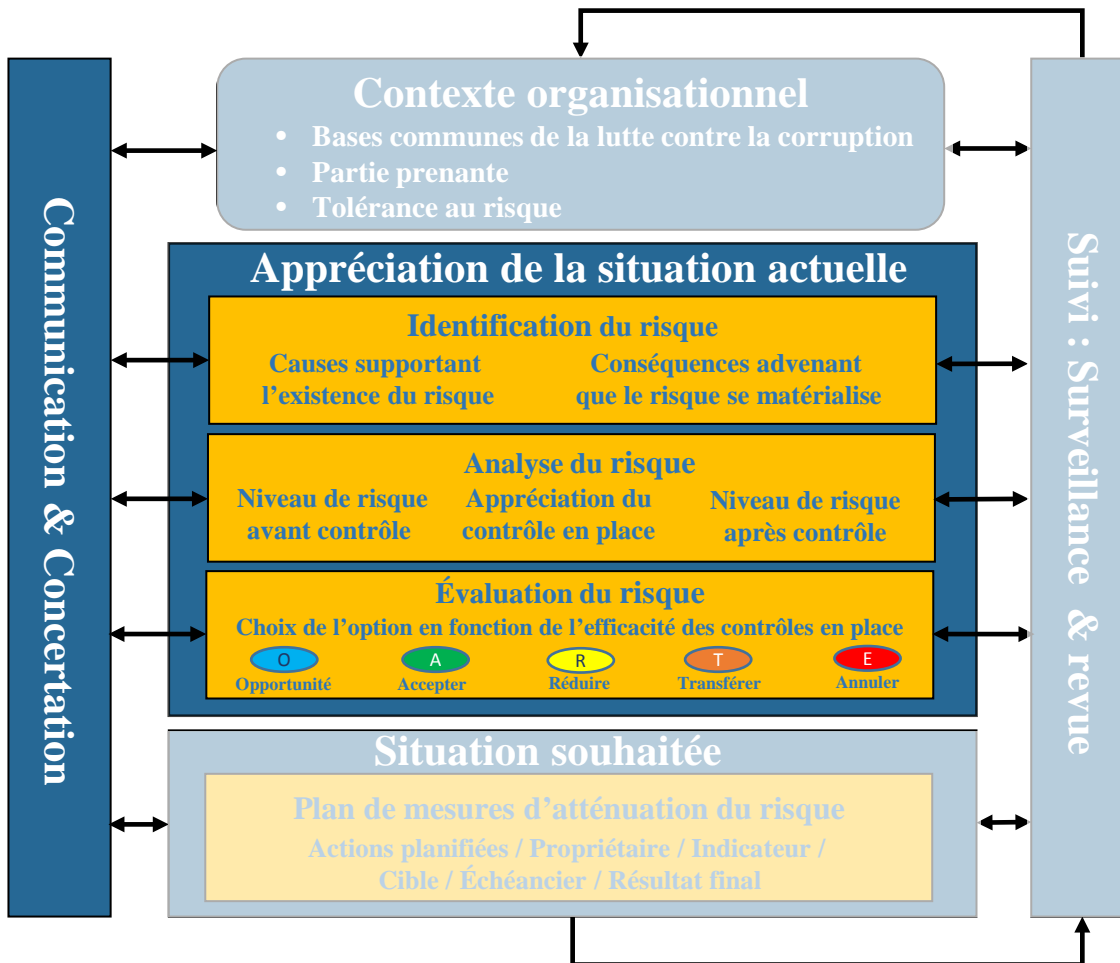 Communication & Concertation
Contexte organisationnel
• Bases communes de la lutte contre la corruption
• Partie prenante
• Tolérance au risque
Appréciation de la situation actuelle
Identification du risque
Causes supportant
l’existence du risque
Conséquences advenant
que le risque se matérialise
Analyse du risque
Niveau de risque
avant contrôle
Appréciation du
contrôle en place
Niveau de risque
après contrôle
Évaluation du risque
Choix de l’option en fonction de l’efficacité des contrôles en place
O
Opportunité
A
Accepter
R
Réduire
T
Transférer
E
Annuler
Situation souhaitée
Plan de mesures d’atténuation du risque
Actions planifiées / Propriétaire / Indicateur /
Cible / Échéancier / Résultat final
Suivi : Surveillance & revue